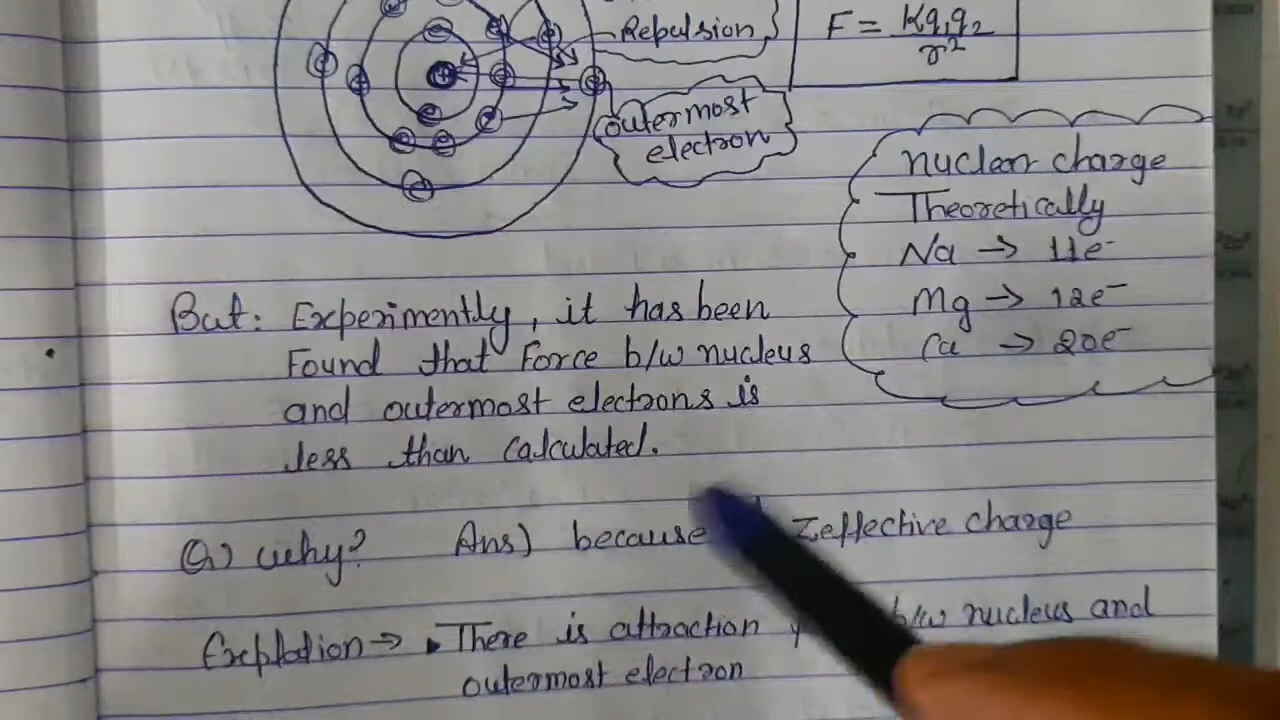 Repulsion
F = Kq1q2 / r²
outermost
electron
nuclear charge
Theoretically
Na → 11e-
Mg → 12e-
Ca → 20e-
But: Experimently, it has been
Found that Force b/w nucleus
and outermost electrons is
less than calculated.
Q) why? Ans) because Zeffective charge
Expлation → • There is attraction b/w nucleus and
outermost electron